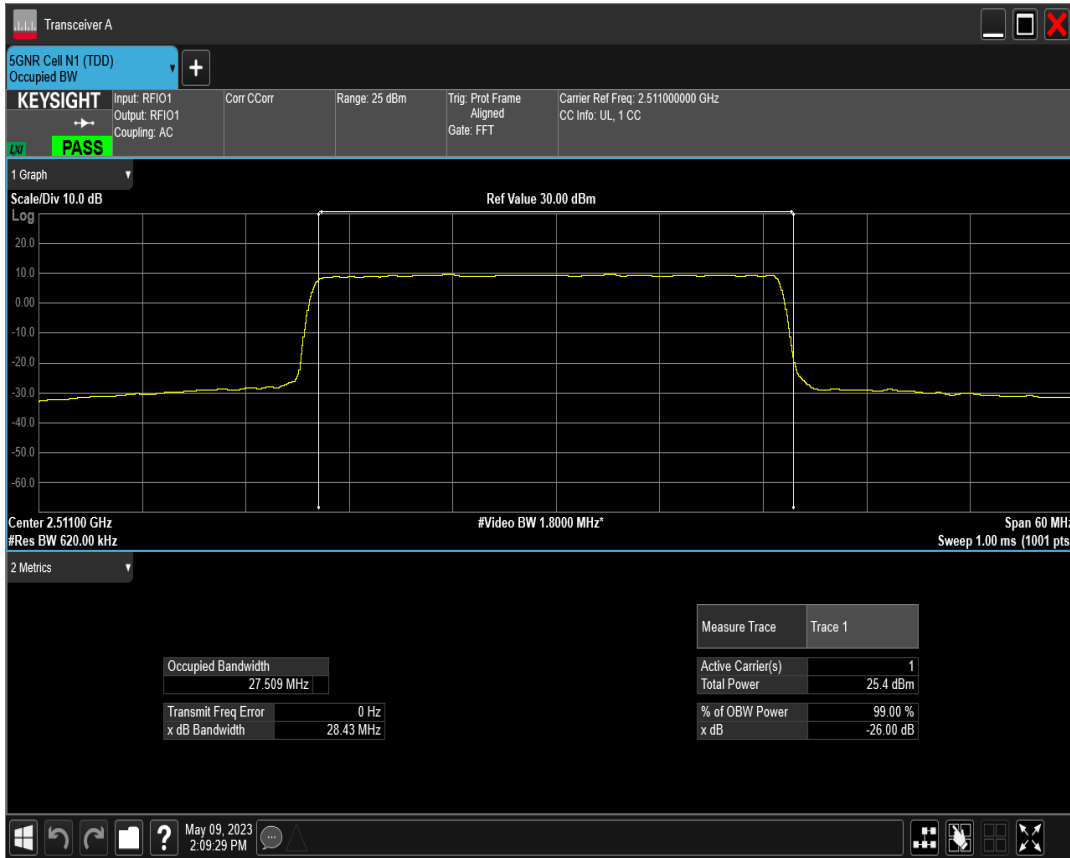 Transceiver A
5GNR Cell N1 (TDD)
Occupied BW
+
KEYSIGHT
LXI
PASS
Input: RFIO1
Output: RFIO1
Coupling: AC
Corr CCorr
Range: 25 dBm
Trig: Prot Frame
Aligned
Gate: FFT
Carrier Ref Freq: 2.511000000 GHz
CC Info: UL, 1 CC
1 Graph
Scale/Div 10.0 dB
Ref Value 30.00 dBm
Log
20.0
10.0
0.00
-10.0
-20.0
-30.0
-40.0
-50.0
-60.0
Center 2.51100 GHz
#Video BW 1.8000 MHz*
Span 60 MHz
#Res BW 620.00 kHz
Sweep 1.00 ms (1001 pts
2 Metrics
Measure Trace Trace 1
Occupied Bandwidth
27.509 MHz
Active Carrier(s) 1
Total Power 25.4 dBm
Transmit Freq Error 0 Hz
x dB Bandwidth 28.43 MHz
% of OBW Power 99.00 %
x dB -26.00 dB
?
May 09, 2023
2:09:29 PM